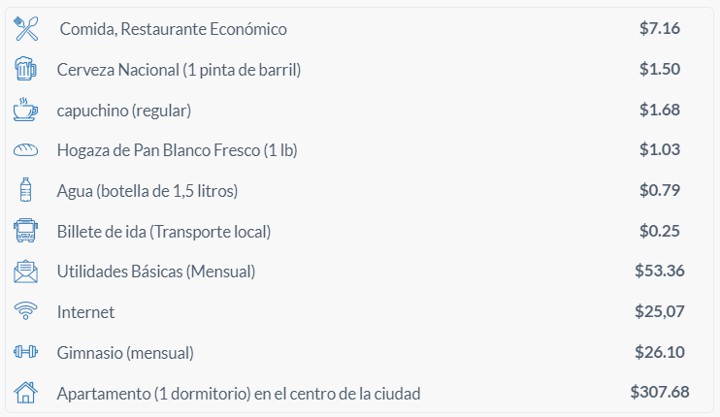 Comida, Restaurante Económico $7.16
Cerveza Nacional (1 pinta de barril) $1.50
capuchino (regular) $1.68
Hogaza de Pan Blanco Fresco (1 lb) $1.03
Agua (botella de 1,5 litros) $0.79
Billete de ida (Transporte local) $0.25
Utilidades Básicas (Mensual) $53.36
Internet $25,07
Gimnasio (mensual) $26.10
Apartamento (1 dormitorio) en el centro de la ciudad $307.68